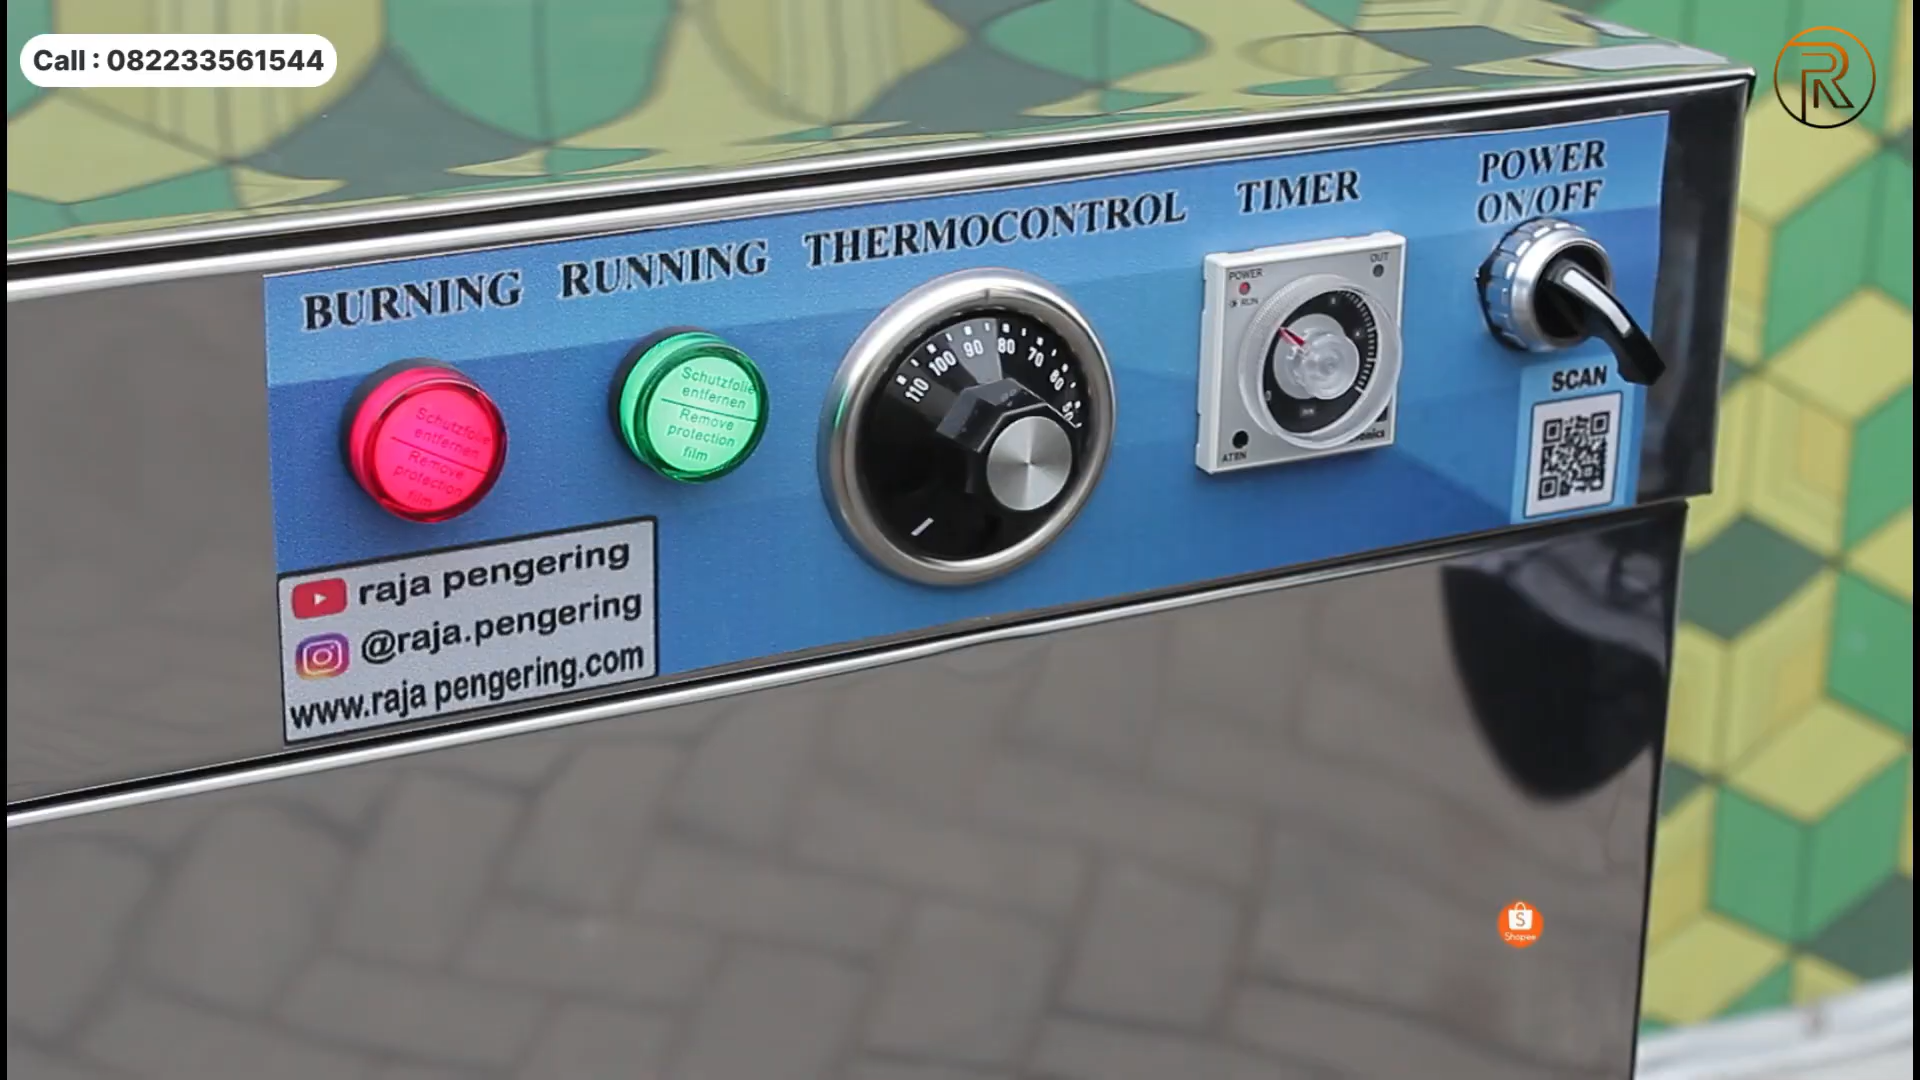 Call : 082233561544
BURNING
RUNNING
THERMOCONTROL
TIMER
POWER
ON/OFF
Schutzfolie
entfernen
Remove
protection
film
Schutzfolie
entfernen
Remove
protection
film
110 100 90 80 70 60 50
POWER
RUN
OUT
ATEN
SCAN
raja pengering
@raja.pengering
www.raja pengering.com
Shopee